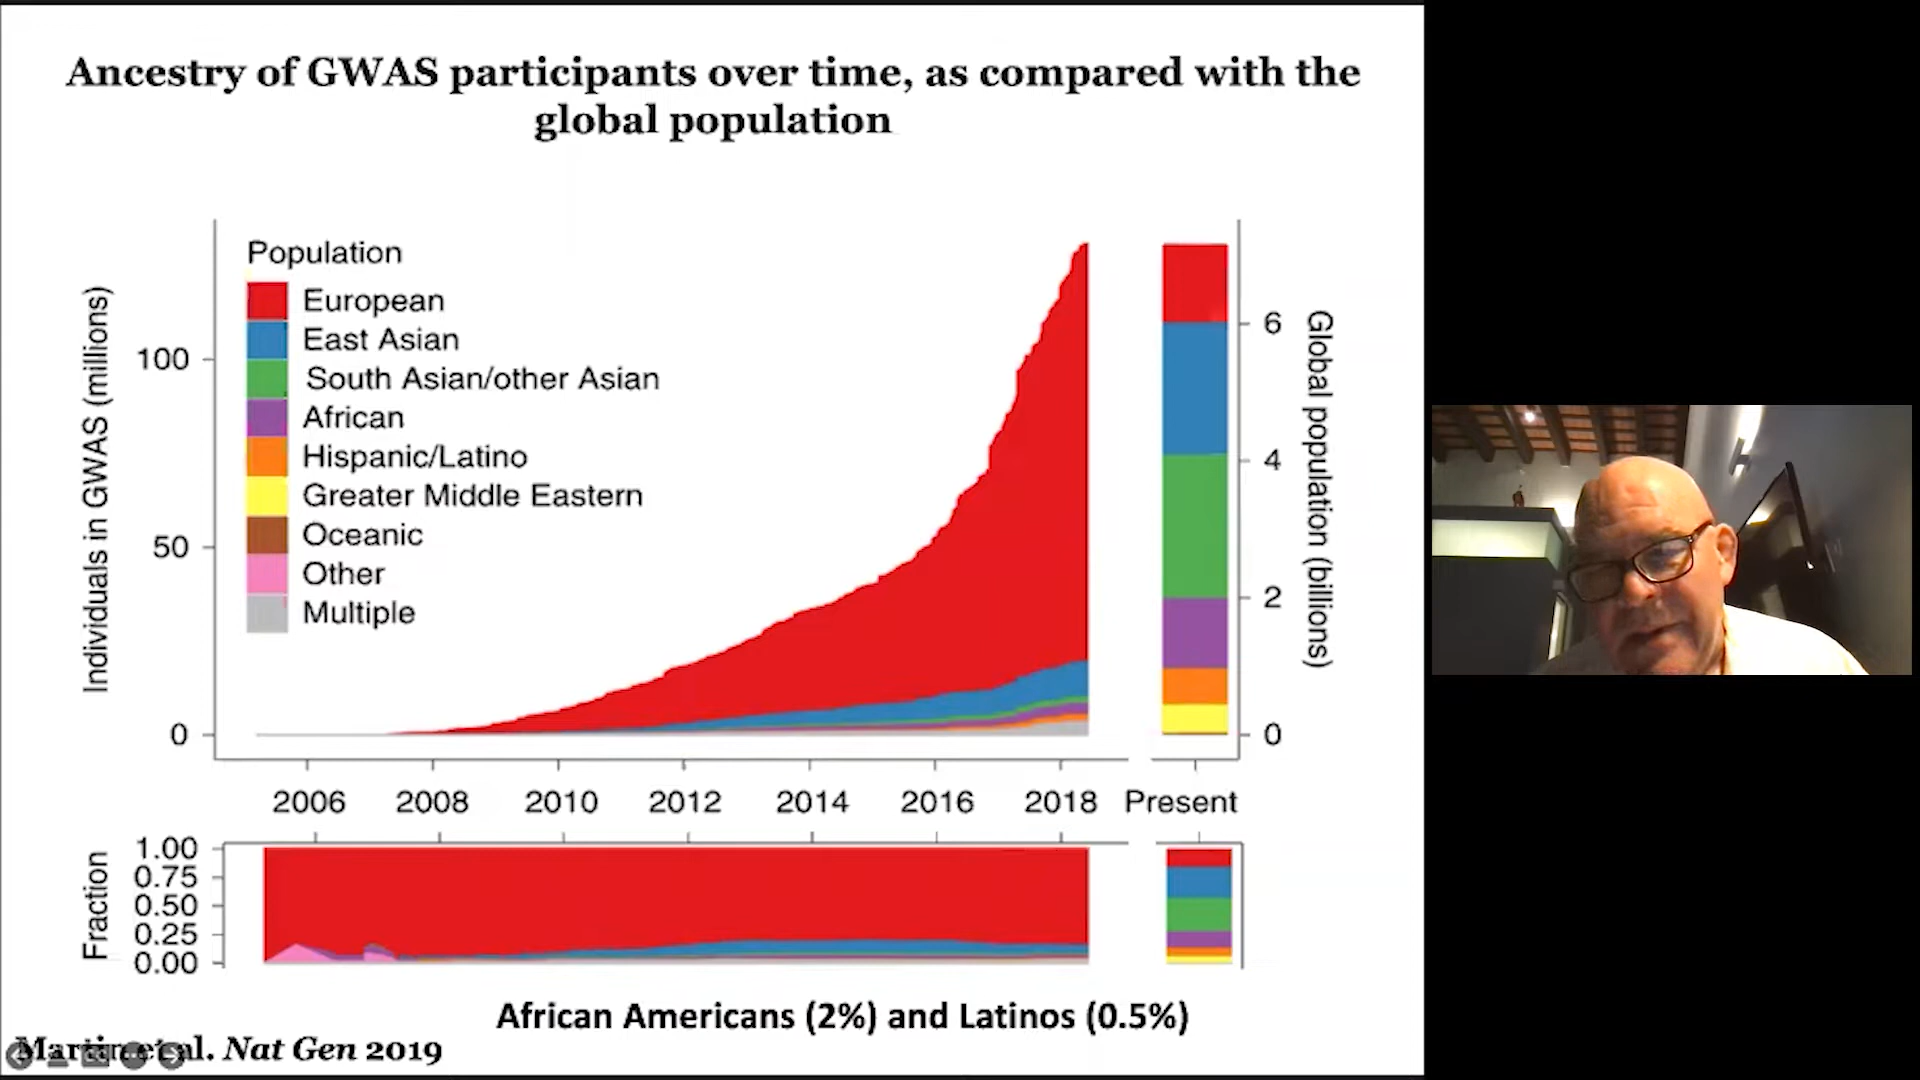 Ancestry of GWAS participants over time, as compared with the
global population
Individuals in GWAS (millions)
100
50
0
Population
European
East Asian
South Asian/other Asian
African
Hispanic/Latino
Greater Middle Eastern
Oceanic
Other
Multiple
6
4
2
0
Global population (billions)
2006 2008 2010 2012 2014 2016 2018 Present
Fraction
1.00
0.75
0.50
0.25
0.00
African Americans (2%) and Latinos (0.5%)
Martin et al. Nat Gen 2019